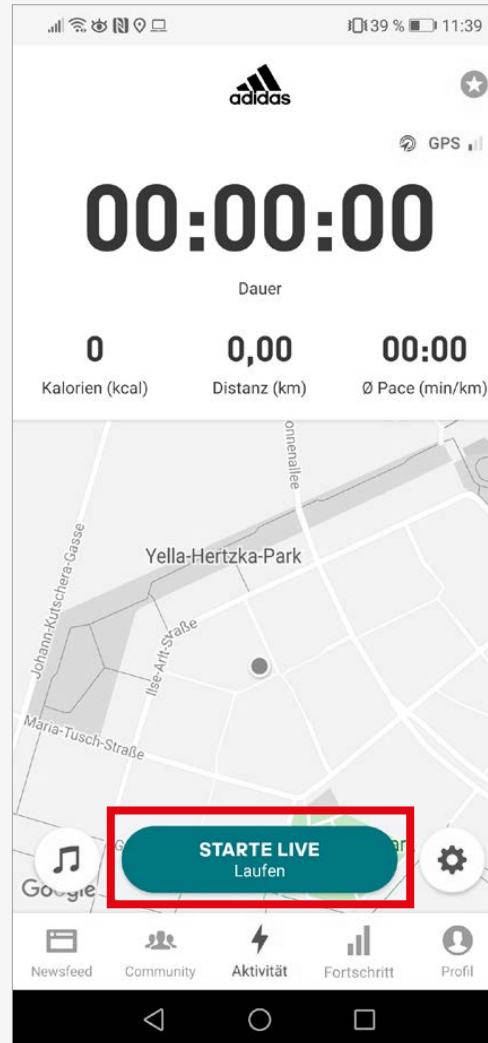 39 % 11:39
adidas
GPS
00:00:00
Dauer
0 0,00 00:00
Kalorien (kcal) Distanz (km) Ø Pace (min/km)
onnenallee
Johann-Kutschera-Gasse
Yella-Hertzka-Park
Ilse-Arlt-Straße
Maria-Tusch-Straße
STARTE LIVE
Laufen
Google
Newsfeed Community Aktivität Fortschritt Profil